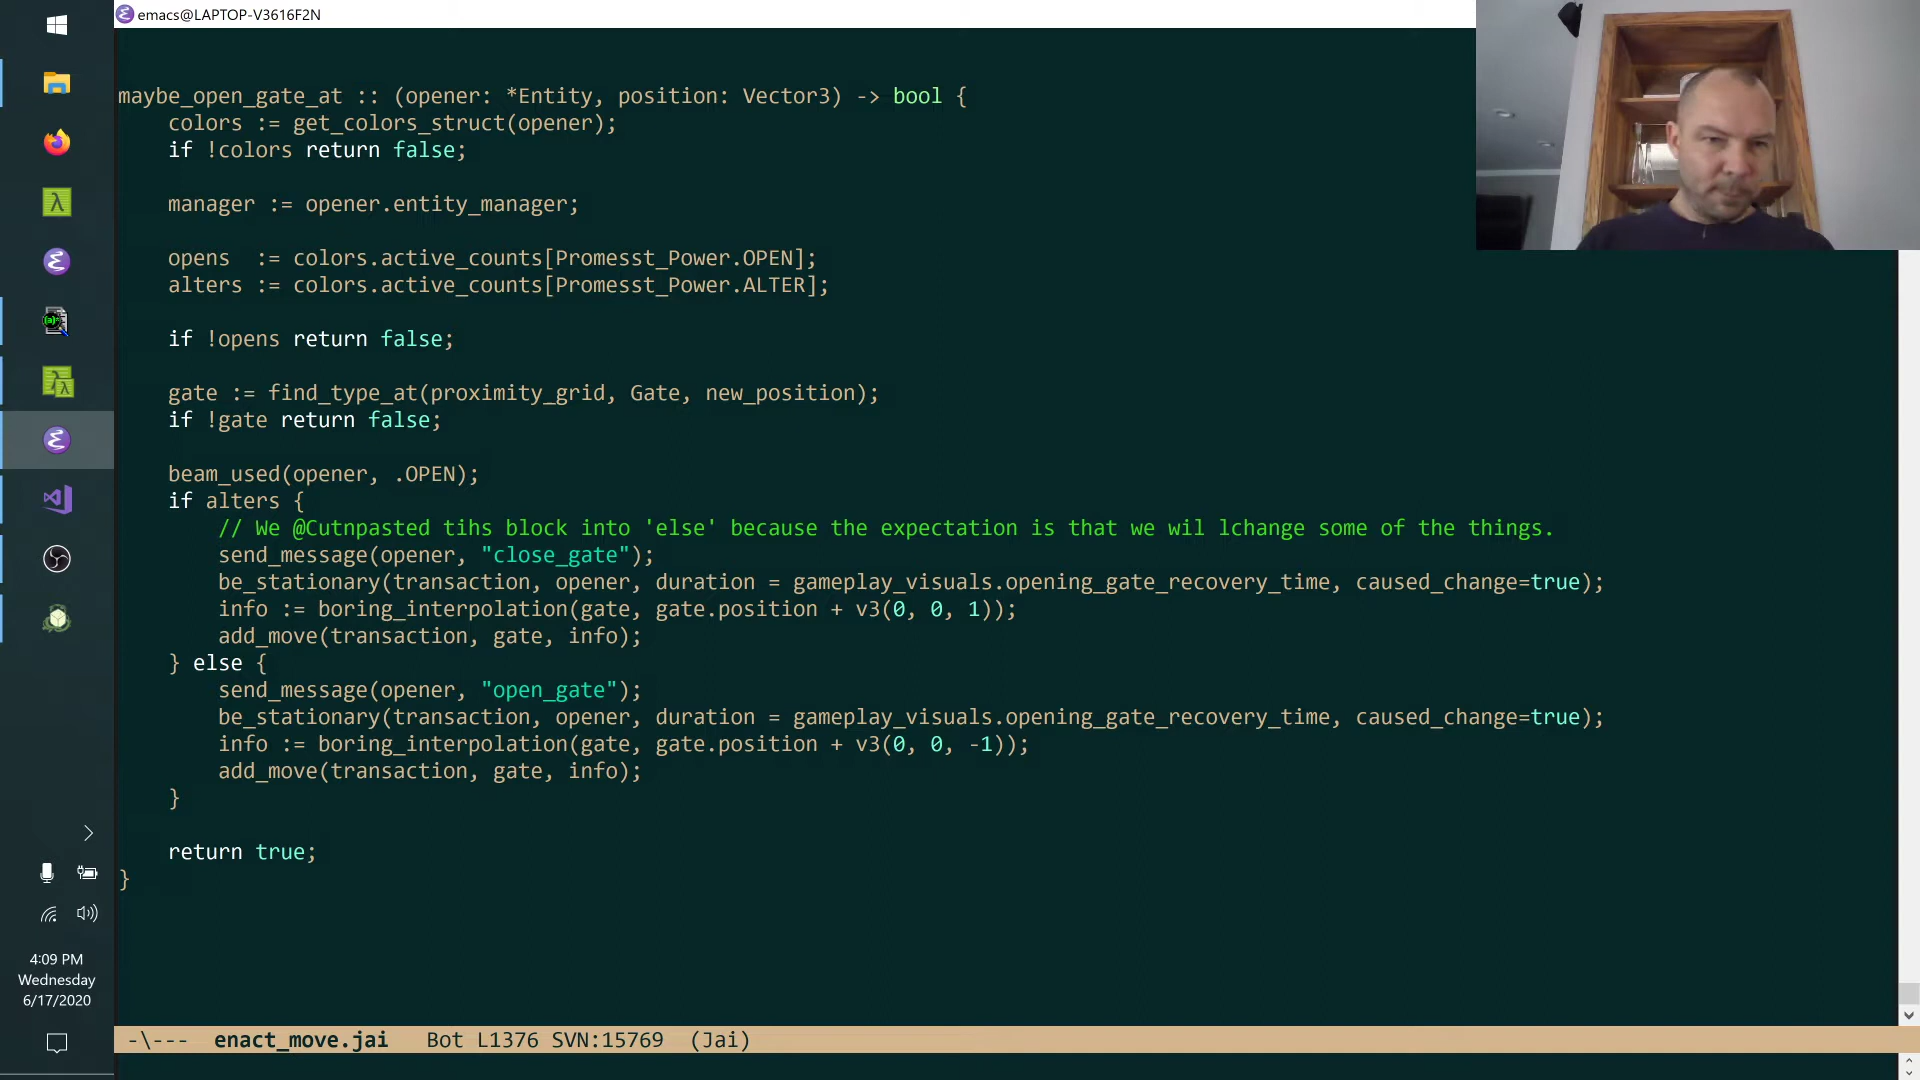 emacs@LAPTOP-V3616F2N
maybe_open_gate_at :: (opener: *Entity, position: Vector3) -> bool {
    colors := get_colors_struct(opener);
    if !colors return false;
    manager := opener.entity_manager;
    opens  := colors.active_counts[Promesst_Power.OPEN];
    alters := colors.active_counts[Promesst_Power.ALTER];
    if !opens return false;
    gate := find_type_at(proximity_grid, Gate, new_position);
    if !gate return false;
    beam_used(opener, .OPEN);
    if alters {
        // We @Cutnpasted tihs block into 'else' because the expectation is that we wil lchange some of the things.
        send_message(opener, "close_gate");
        be_stationary(transaction, opener, duration = gameplay_visuals.opening_gate_recovery_time, caused_change=true);
        info := boring_interpolation(gate, gate.position + v3(0, 0, 1));
        add_move(transaction, gate, info);
    } else {
        send_message(opener, "open_gate");
        be_stationary(transaction, opener, duration = gameplay_visuals.opening_gate_recovery_time, caused_change=true);
        info := boring_interpolation(gate, gate.position + v3(0, 0, -1));
        add_move(transaction, gate, info);
    }
    return true;
}
4:09 PM
Wednesday
6/17/2020
-\---  enact_move.jai   Bot L1376 SVN:15769  (Jai)